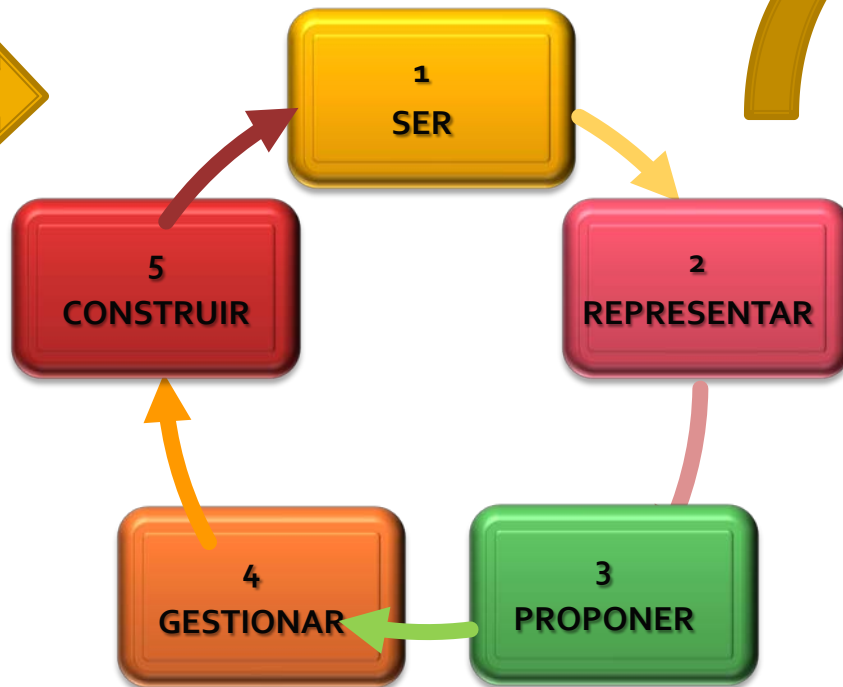 1
SER
2
REPRESENTAR
3
PROPONER
4
GESTIONAR
5
CONSTRUIR